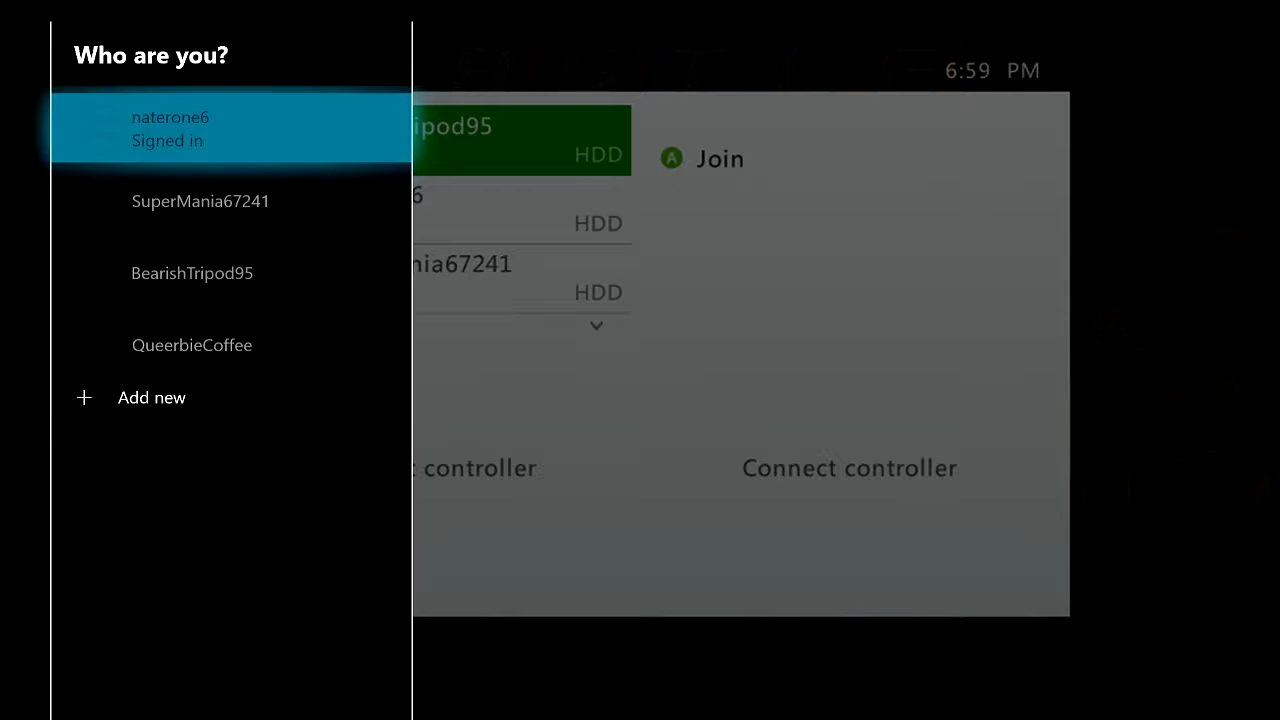 Who are you?
naterone6
Signed in
SuperMania67241
BearishTripod95
QueerbieCoffee
+ Add new
6:59 PM
ipod95
HDD
A Join
6
HDD
nia67241
HDD
controller
Connect controller